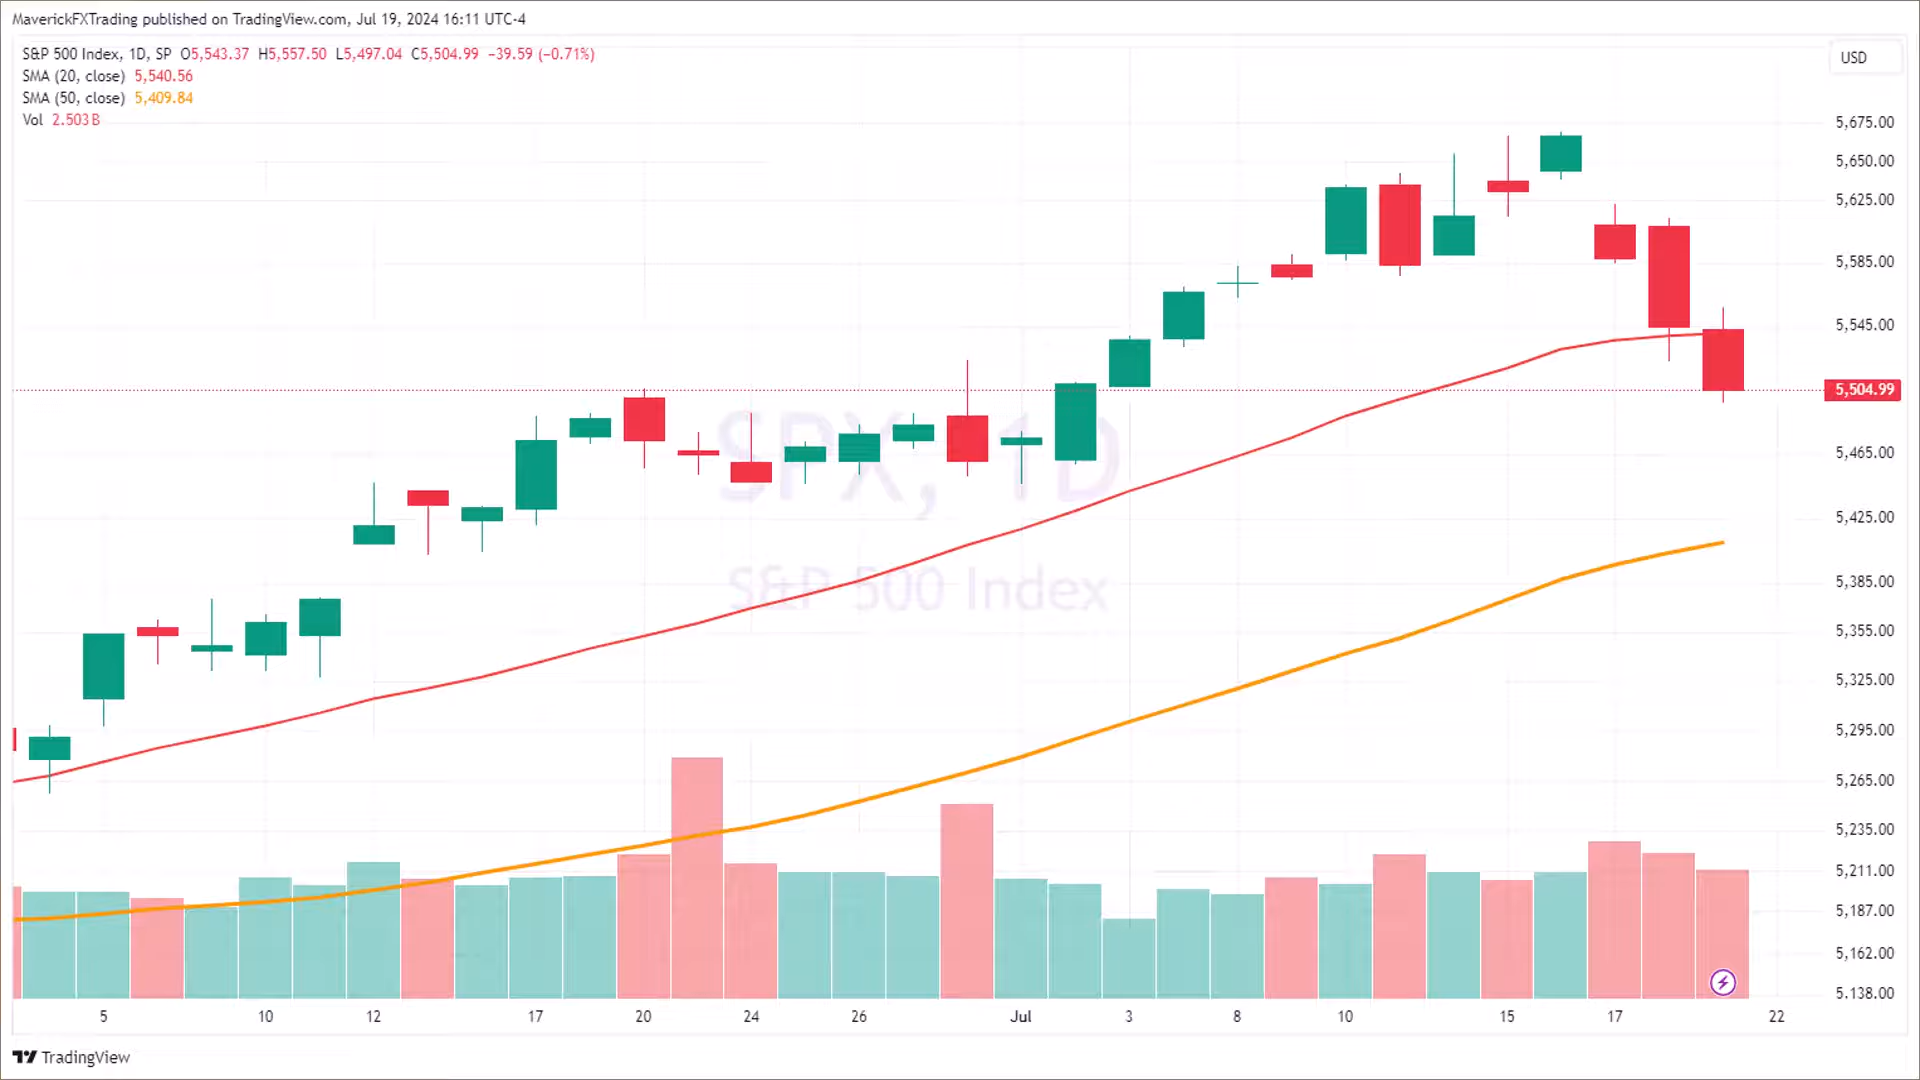 MaverickFXTrading published on TradingView.com, Jul 19, 2024 16:11 UTC-4
S&P 500 Index, 1D, SP O5,543.37 H5,557.50 L5,497.04 C5,504.99 −39.59 (−0.71%)
USD
SMA (20, close) 5,540.56
SMA (50, close) 5,409.84
Vol 2.503B
5,675.00
5,650.00
5,625.00
5,585.00
5,545.00
5,504.99
SPX, 1D
5,465.00
5,425.00
S&P 500 Index
5,385.00
5,355.00
5,325.00
5,295.00
5,265.00
5,235.00
5,211.00
5,187.00
5,162.00
5,138.00
5 10 12 17 20 24 26 Jul 3 8 10 15 17 22
TradingView